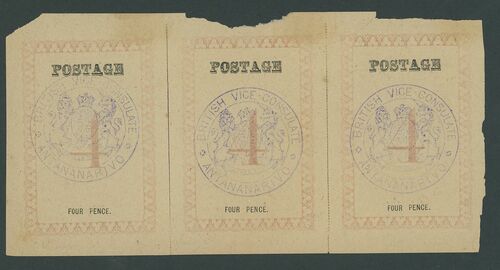 POSTAGE
BRITISH VICE-CONSULATE
4
ANTANANARIVO
FOUR PENCE.
POSTAGE
BRITISH VICE-CONSULATE
4
ANTANANARIVO
FOUR PENCE.
POSTAGE
BRITISH VICE-CONSULATE
4
ANTANANARIVO
FOUR PENCE.